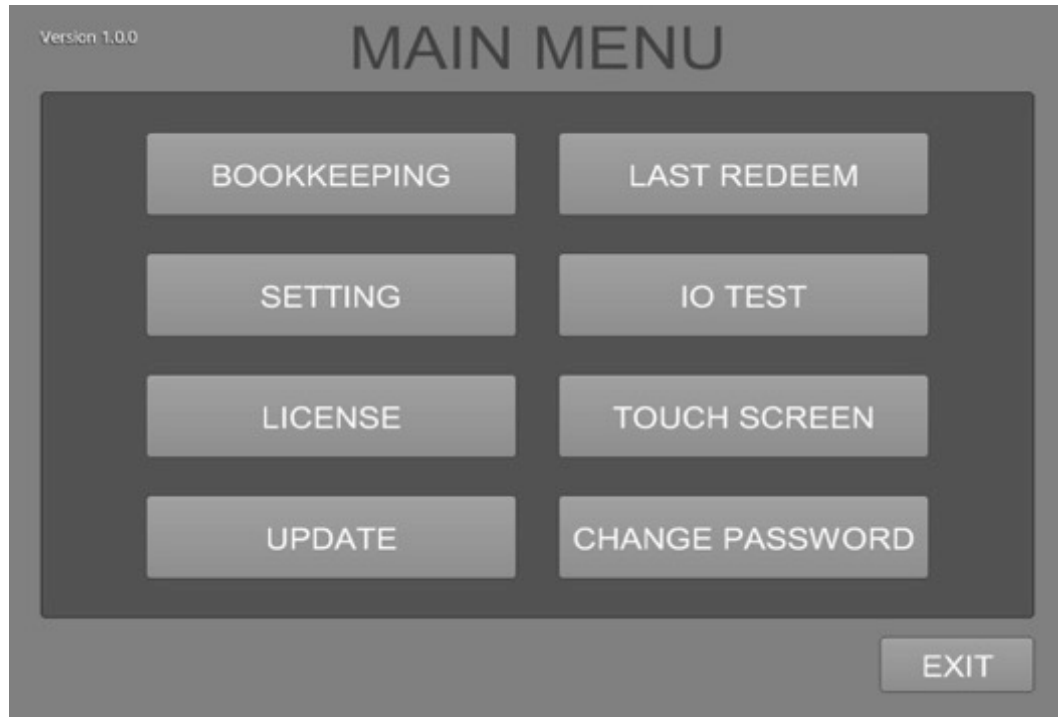 Version 1.0.0
MAIN MENU
BOOKKEEPING
LAST REDEEM
SETTING
IO TEST
LICENSE
TOUCH SCREEN
UPDATE
CHANGE PASSWORD
EXIT